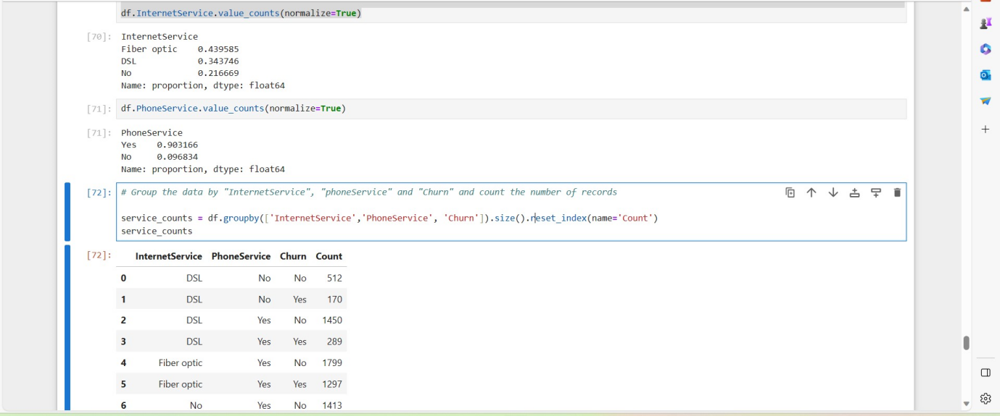 df.InternetService.value_counts(normalize=True)
[70]: InternetService
Fiber optic 0.439585
DSL 0.343746
No 0.216669
Name: proportion, dtype: float64
[71]: df.PhoneService.value_counts(normalize=True)
[71]: PhoneService
Yes 0.903166
No 0.096834
Name: proportion, dtype: float64
[72]: # Group the data by "InternetService", "phoneService" and "Churn" and count the number of records
service_counts = df.groupby(['InternetService','PhoneService', 'Churn']).size().reset_index(name='Count')
service_counts
[72]: InternetService PhoneService Churn Count
0 DSL No No 512
1 DSL No Yes 170
2 DSL Yes No 1450
3 DSL Yes Yes 289
4 Fiber optic Yes No 1799
5 Fiber optic Yes Yes 1297
6 No Yes No 1413